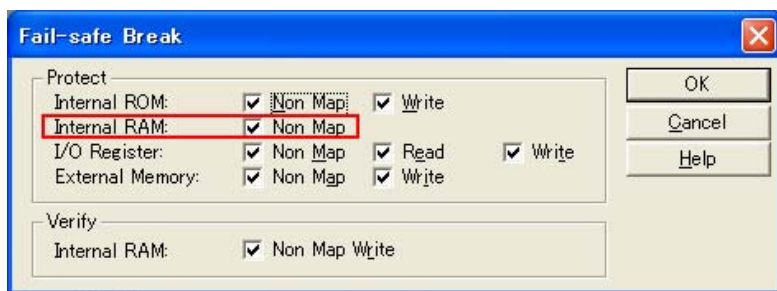 Fail-safe Break
Protect
Internal ROM: Non Map Write
Internal RAM: Non Map
I/O Register: Non Map Read Write
External Memory: Non Map Write
Verify
Internal RAM: Non Map Write
OK
Cancel
Help